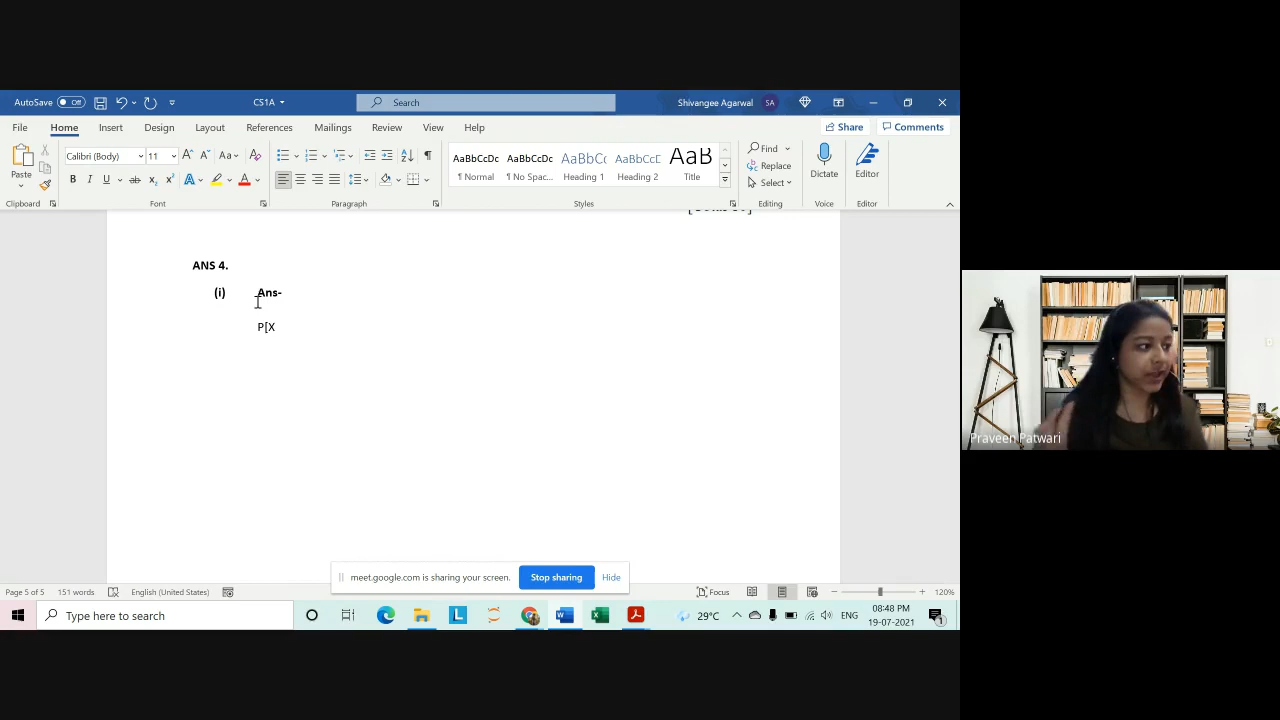 AutoSave Off CS1A Search Shivangee Agarwal SA
File Home Insert Design Layout References Mailings Review View Help Share Comments
Calibri (Body) 11 Aa AaBbCcDc AaBbCcDc AaBbCc AaBbCcD AaB Find
Paste ¶ Normal ¶ No Spac... Heading 1 Heading 2 Title Replace
Select Dictate Editor
Clipboard Font Paragraph Styles Editing Voice Editor
ANS 4.
(i) Ans-
P[X
Praveen Patwari
meet.google.com is sharing your screen. Stop sharing Hide
Page 5 of 5 151 words English (United States) Focus 120%
Type here to search 29°C ENG 08:48 PM
19-07-2021